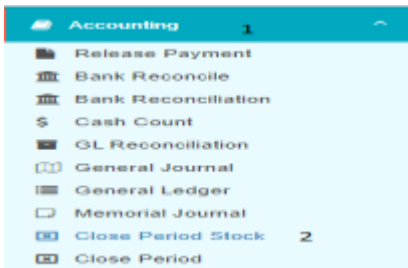 Accounting 1
Release Payment
Bank Reconcile
Bank Reconciliation
$ Cash Count
GL Reconciliation
General Journal
General Ledger
Memorial Journal
Close Period Stock 2
Close Period